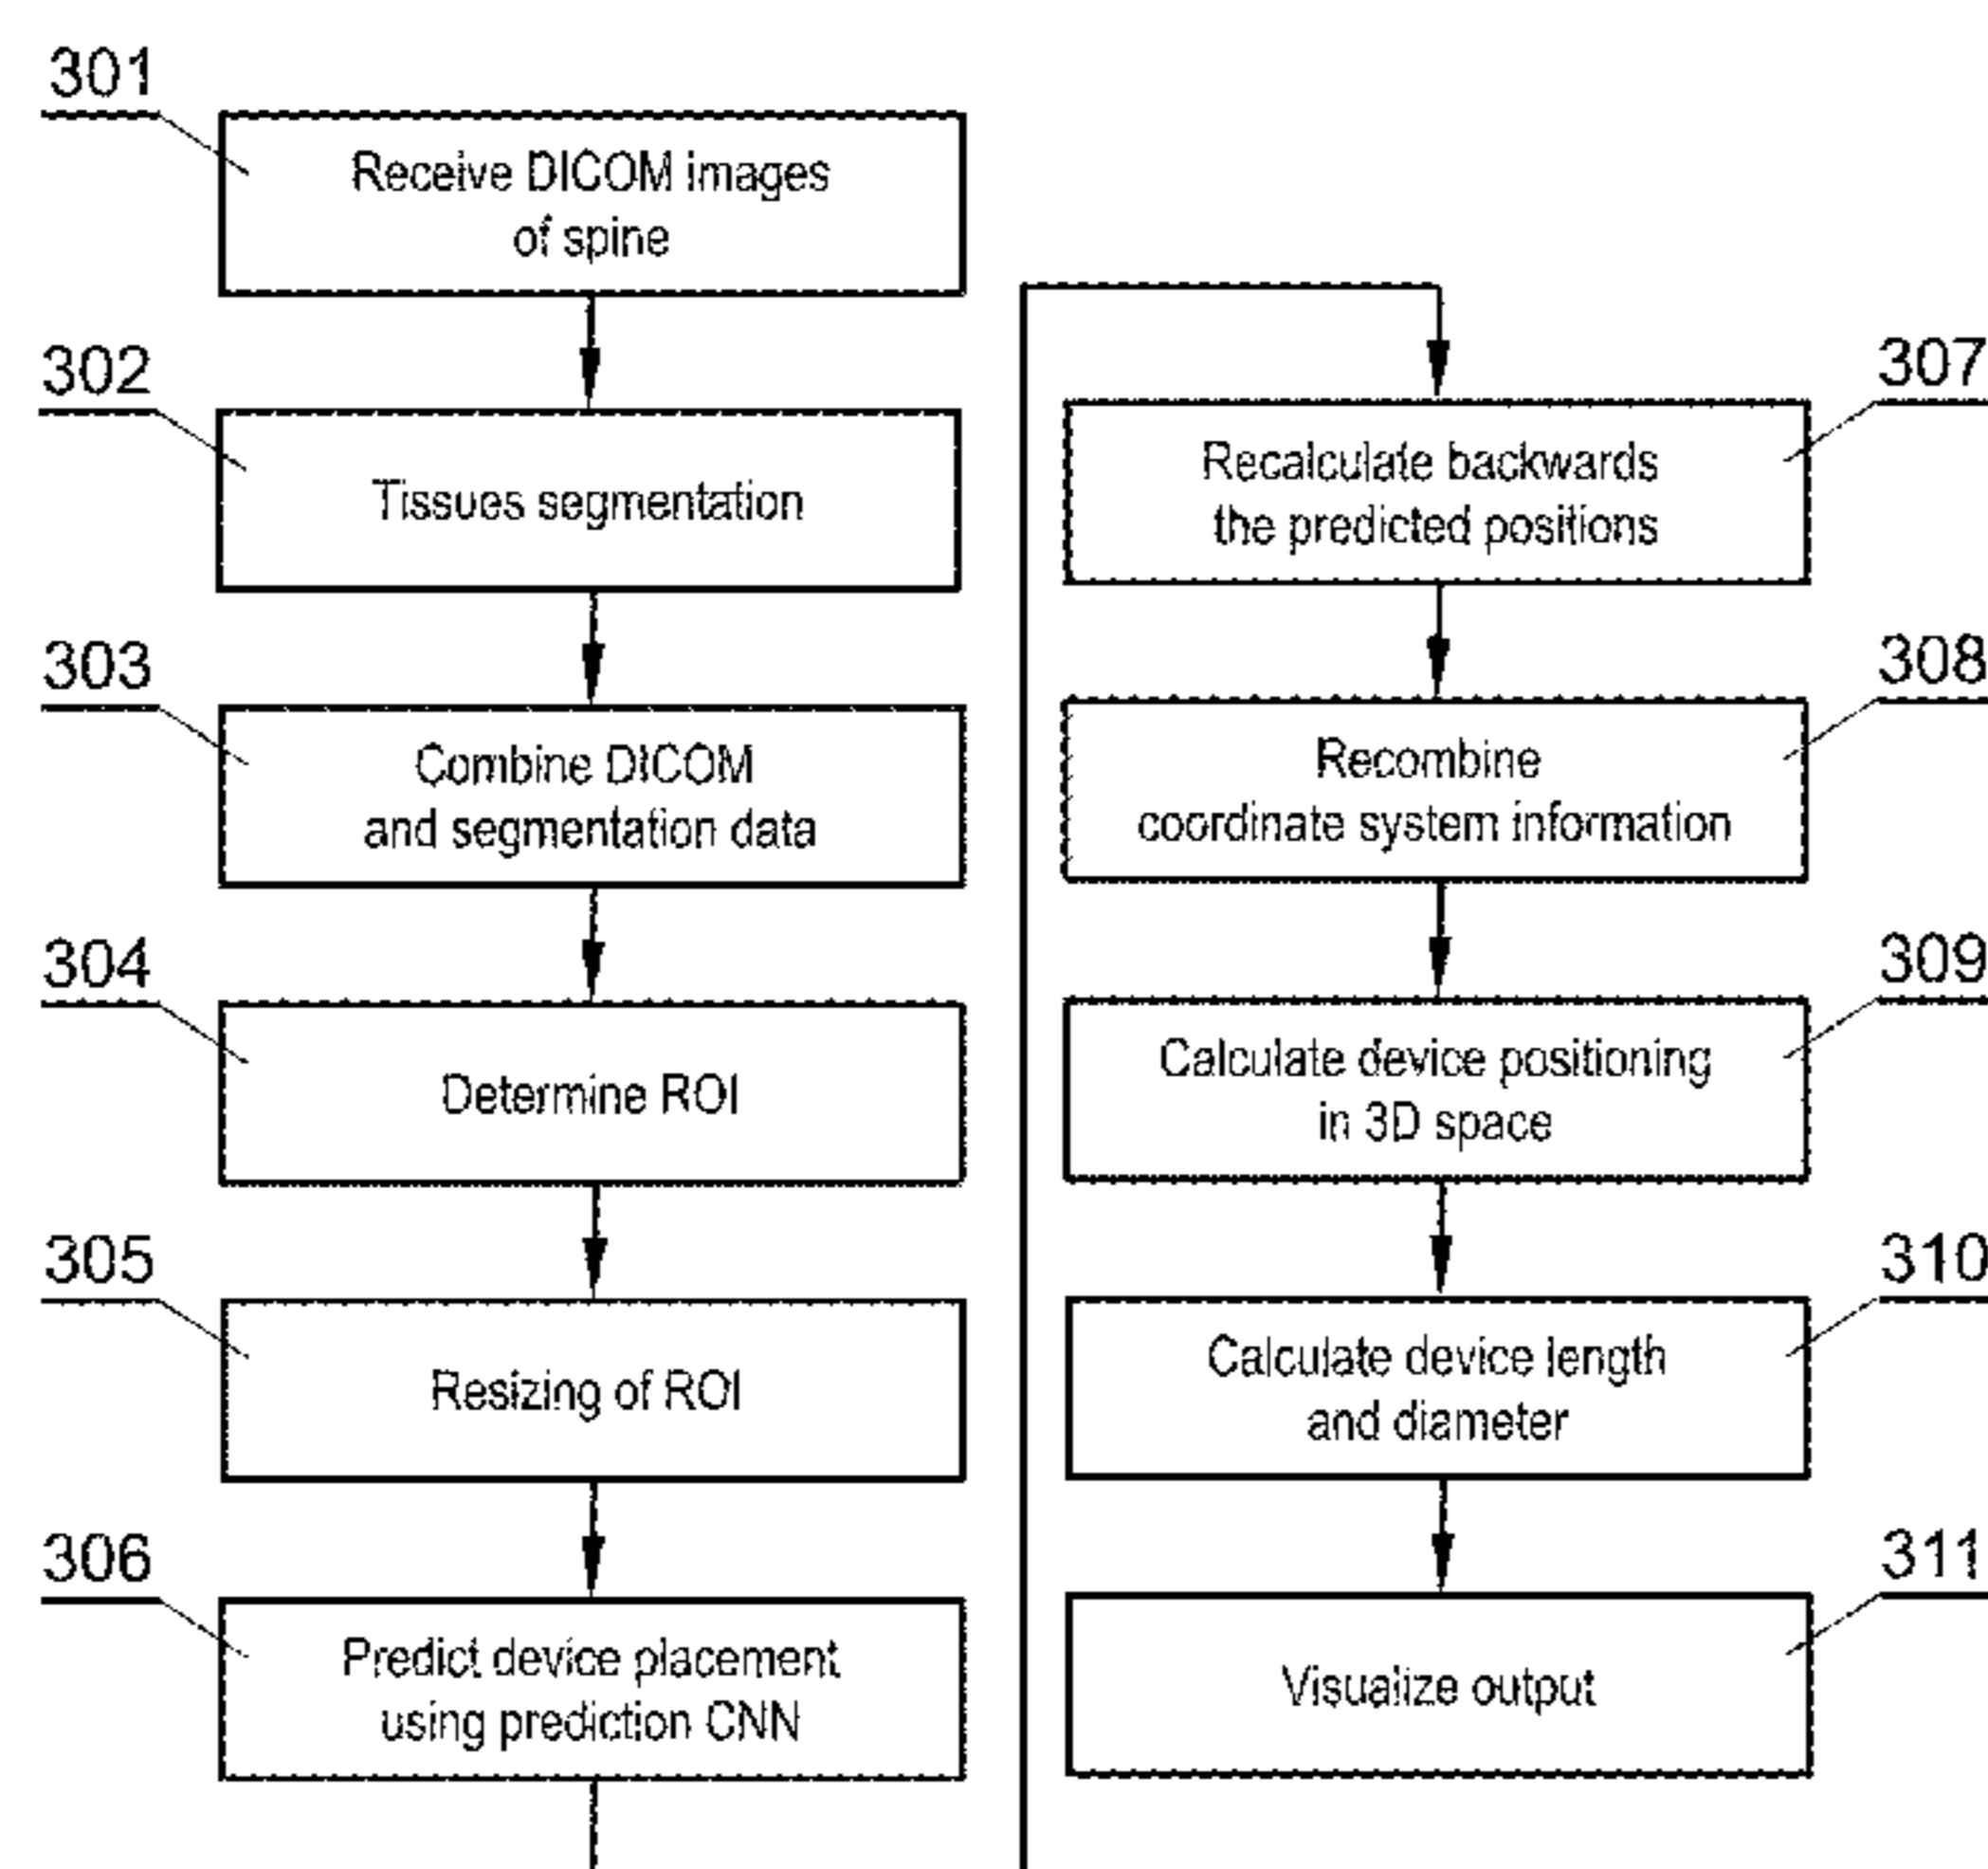 301
Receive DICOM images
of spine
302
Tissues segmentation
303
Combine DICOM
and segmentation data
304
Determine ROI
305
Resizing of ROI
306
Predict device placement
using prediction CNN
307
Recalculate backwards
the predicted positions
308
Recombine
coordinate system information
309
Calculate device positioning
in 3D space
310
Calculate device length
and diameter
311
Visualize output